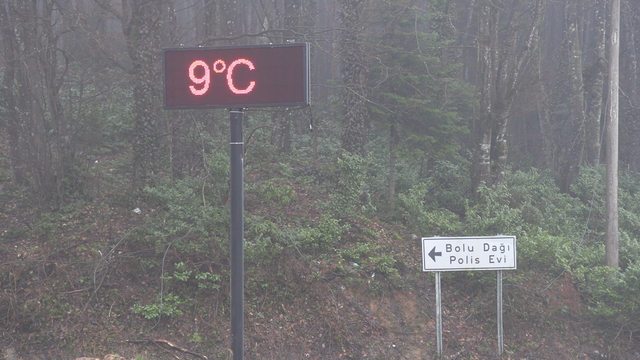 9°C
← Bolu Dağı
Polis Evi